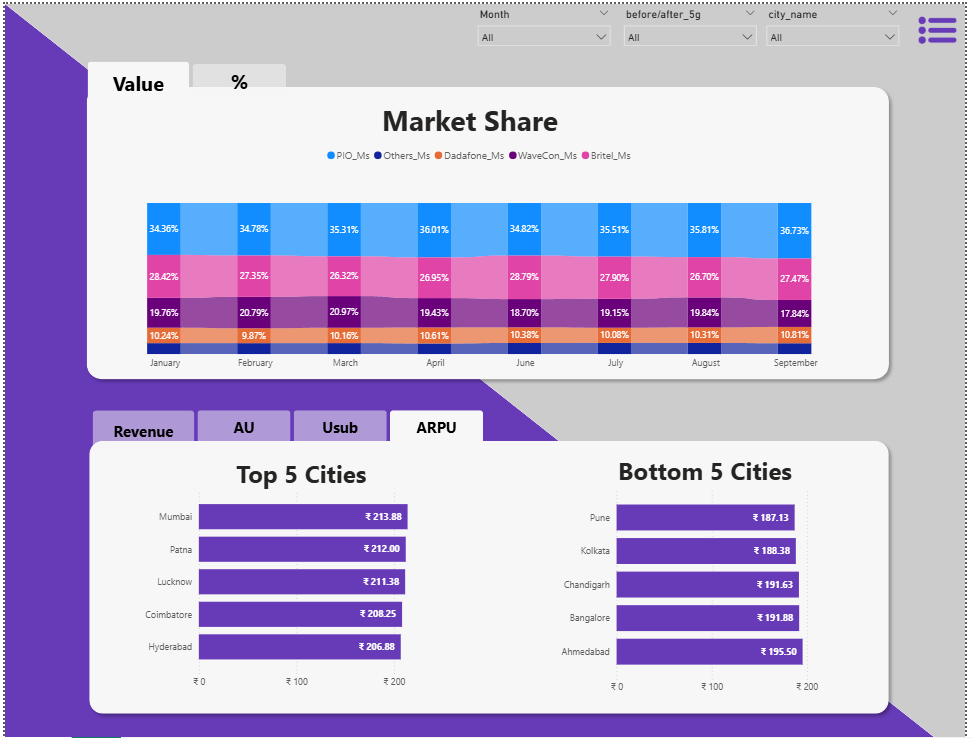 Month before/after_5g city_name
All All All
Value %
Market Share
PIO_Ms Others_Ms Dadafone_Ms WaveCon_Ms Britel_Ms
34.36% 34.78% 35.31% 36.01% 34.82% 35.51% 35.81% 36.73%
28.42% 27.35% 26.32% 26.95% 28.79% 27.90% 26.70% 27.47%
19.76% 20.79% 20.97% 19.43% 18.70% 19.15% 19.84% 17.84%
10.24% 9.87% 10.16% 10.61% 10.38% 10.08% 10.31% 10.81%
January February March April June July August September
Revenue AU Usub ARPU
Top 5 Cities
Mumbai ₹ 213.88
Patna ₹ 212.00
Lucknow ₹ 211.38
Coimbatore ₹ 208.25
Hyderabad ₹ 206.88
₹ 0 ₹ 100 ₹ 200
Bottom 5 Cities
Pune ₹ 187.13
Kolkata ₹ 188.38
Chandigarh ₹ 191.63
Bangalore ₹ 191.88
Ahmedabad ₹ 195.50
₹ 0 ₹ 100 ₹ 200